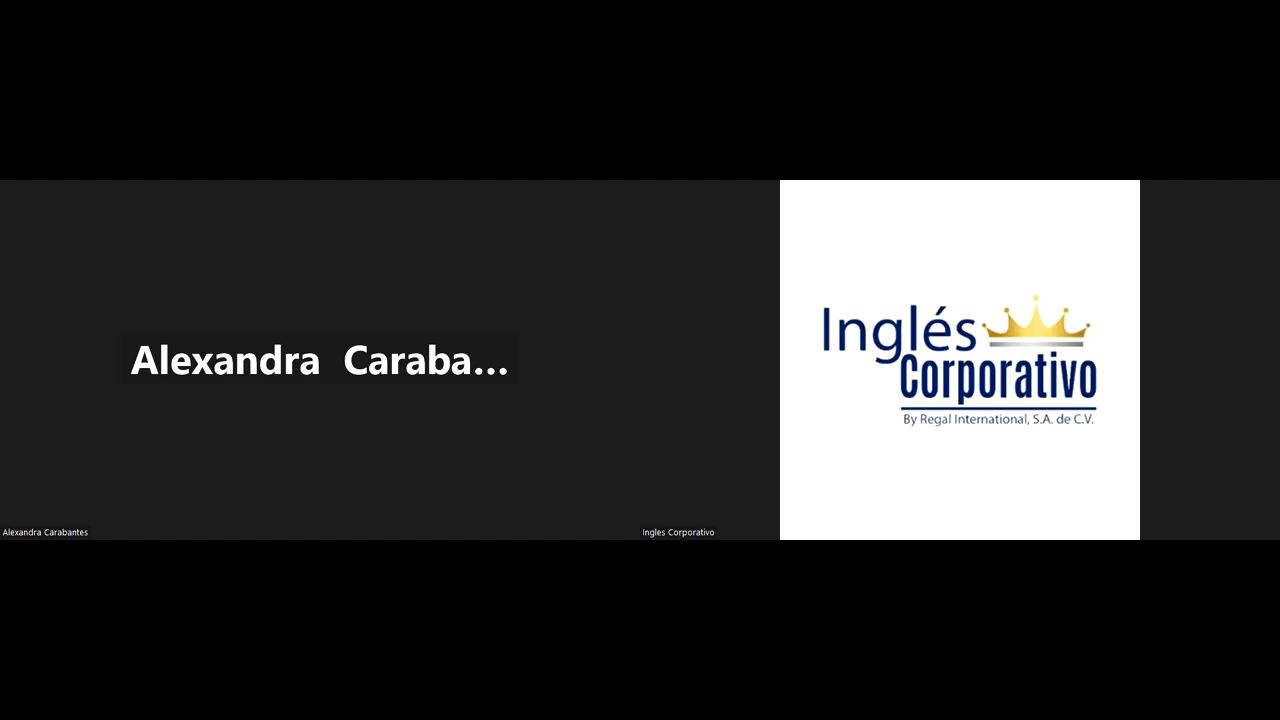 Alexandra Caraba...
Alexandra Carabantes
Inglés
Corporativo
By Regal International, S.A. de C.V.
Ingles Corporativo